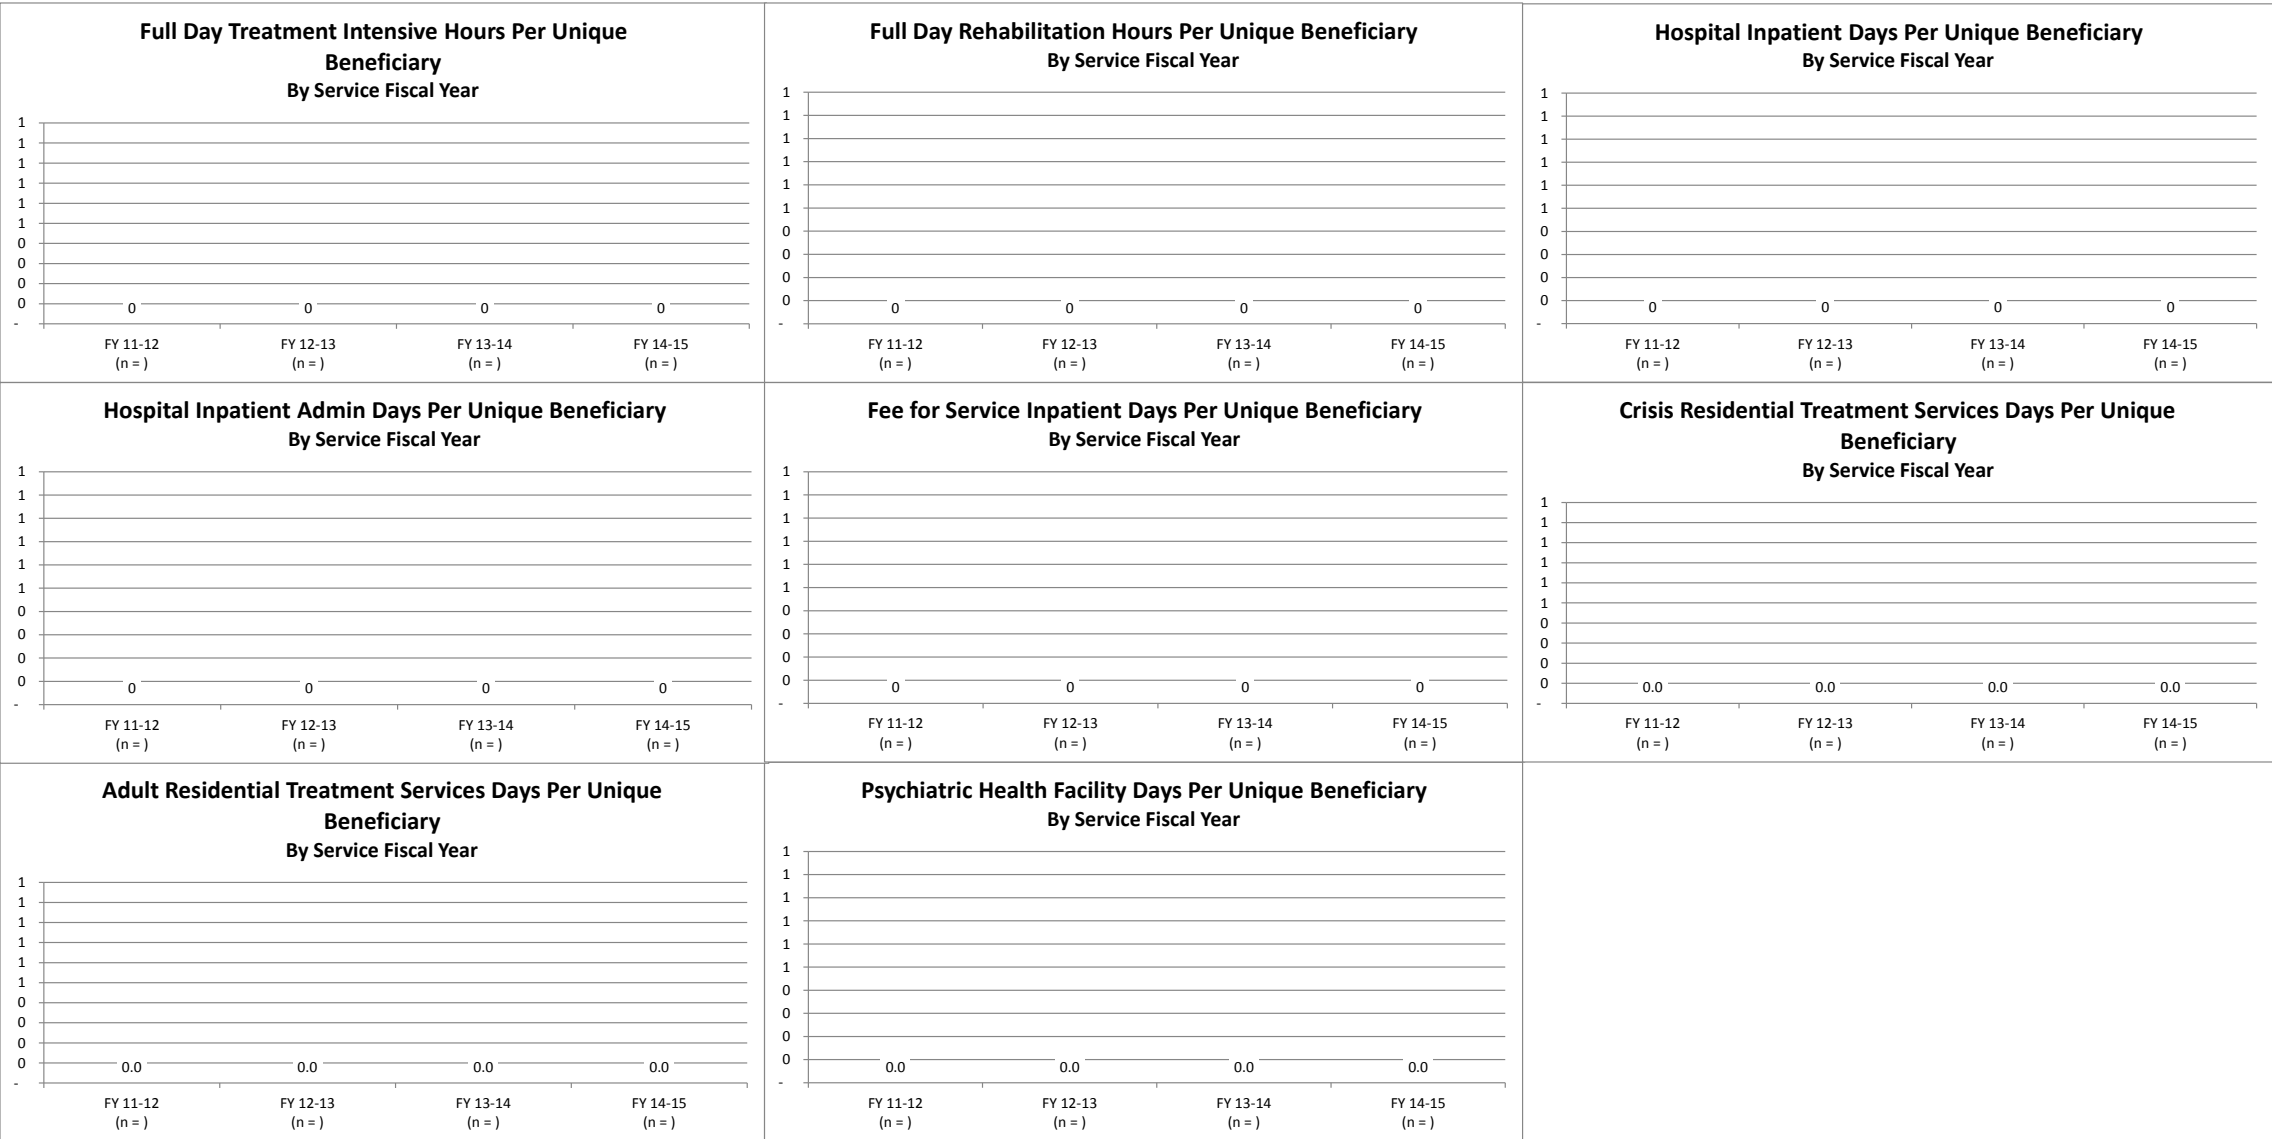 Full Day Treatment Intensive Hours Per Unique
Beneficiary
By Service Fiscal Year
1
1
1
1
1
1
0
0
0
0
-
0 0 0 0
FY 11-12 FY 12-13 FY 13-14 FY 14-15
(n = ) (n = ) (n = ) (n = )
Full Day Rehabilitation Hours Per Unique Beneficiary
By Service Fiscal Year
1
1
1
1
1
1
0
0
0
0
-
0 0 0 0
FY 11-12 FY 12-13 FY 13-14 FY 14-15
(n = ) (n = ) (n = ) (n = )
Hospital Inpatient Days Per Unique Beneficiary
By Service Fiscal Year
1
1
1
1
1
1
0
0
0
0
-
0 0 0 0
FY 11-12 FY 12-13 FY 13-14 FY 14-15
(n = ) (n = ) (n = ) (n = )
Hospital Inpatient Admin Days Per Unique Beneficiary
By Service Fiscal Year
1
1
1
1
1
1
0
0
0
0
-
0 0 0 0
FY 11-12 FY 12-13 FY 13-14 FY 14-15
(n = ) (n = ) (n = ) (n = )
Fee for Service Inpatient Days Per Unique Beneficiary
By Service Fiscal Year
1
1
1
1
1
1
0
0
0
0
-
0 0 0 0
FY 11-12 FY 12-13 FY 13-14 FY 14-15
(n = ) (n = ) (n = ) (n = )
Crisis Residential Treatment Services Days Per Unique
Beneficiary
By Service Fiscal Year
1
1
1
1
1
1
0
0
0
0
-
0.0 0.0 0.0 0.0
FY 11-12 FY 12-13 FY 13-14 FY 14-15
(n = ) (n = ) (n = ) (n = )
Adult Residential Treatment Services Days Per Unique
Beneficiary
By Service Fiscal Year
1
1
1
1
1
1
0
0
0
0
-
0.0 0.0 0.0 0.0
FY 11-12 FY 12-13 FY 13-14 FY 14-15
(n = ) (n = ) (n = ) (n = )
Psychiatric Health Facility Days Per Unique Beneficiary
By Service Fiscal Year
1
1
1
1
1
1
0
0
0
0
-
0.0 0.0 0.0 0.0
FY 11-12 FY 12-13 FY 13-14 FY 14-15
(n = ) (n = ) (n = ) (n = )